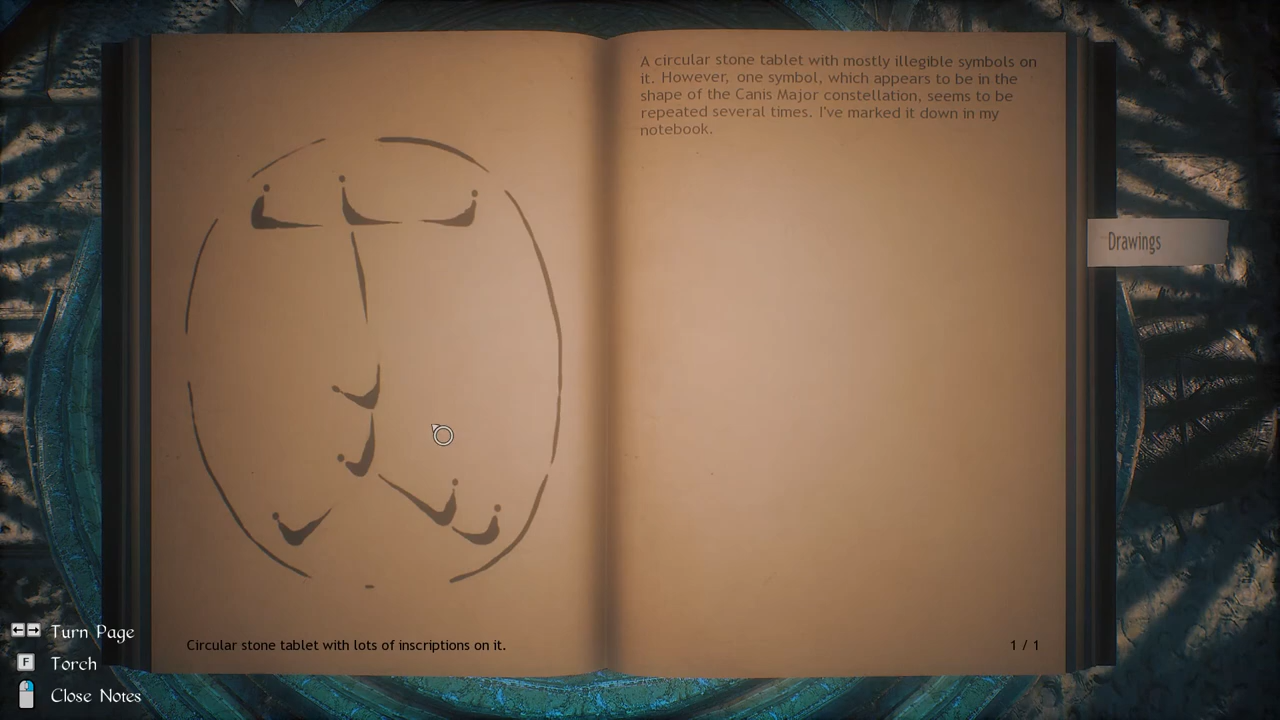 A circular stone tablet with mostly illegible symbols on
it. However, one symbol, which appears to be in the
shape of the Canis Major constellation, seems to be
repeated several times. I've marked it down in my
notebook.
Drawings
Circular stone tablet with lots of inscriptions on it.
1 / 1
Turn Page
F Torch
Close Notes